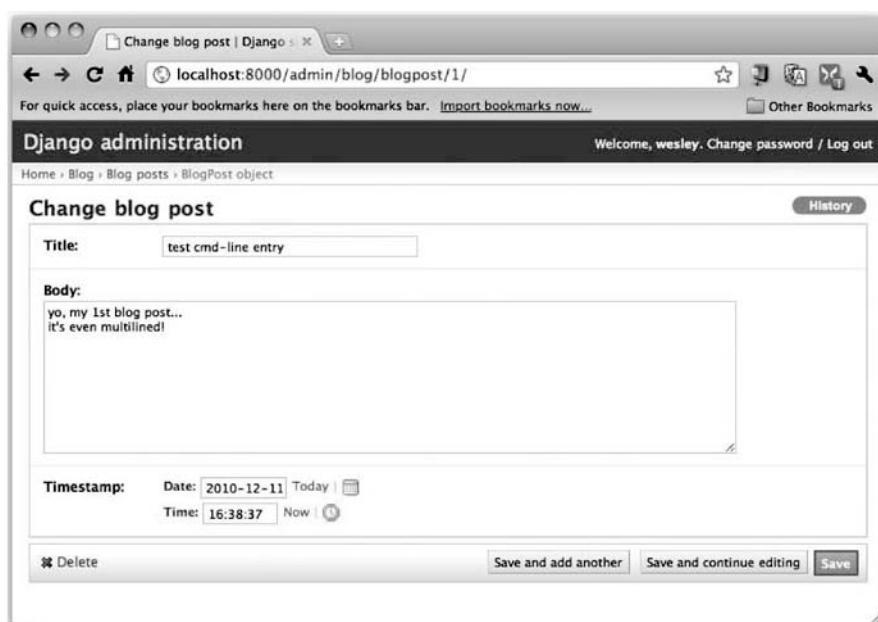 Change blog post | Django s
localhost:8000/admin/blog/blogpost/1/
For quick access, place your bookmarks here on the bookmarks bar. Import bookmarks now... Other Bookmarks
Django administration Welcome, wesley. Change password / Log out
Home › Blog › Blog posts › BlogPost object
Change blog post History
Title: test cmd-line entry
Body:
yo, my 1st blog post...
it's even multilined!
Timestamp: Date: 2010-12-11 Today |
Time: 16:38:37 Now |
Delete Save and add another Save and continue editing Save